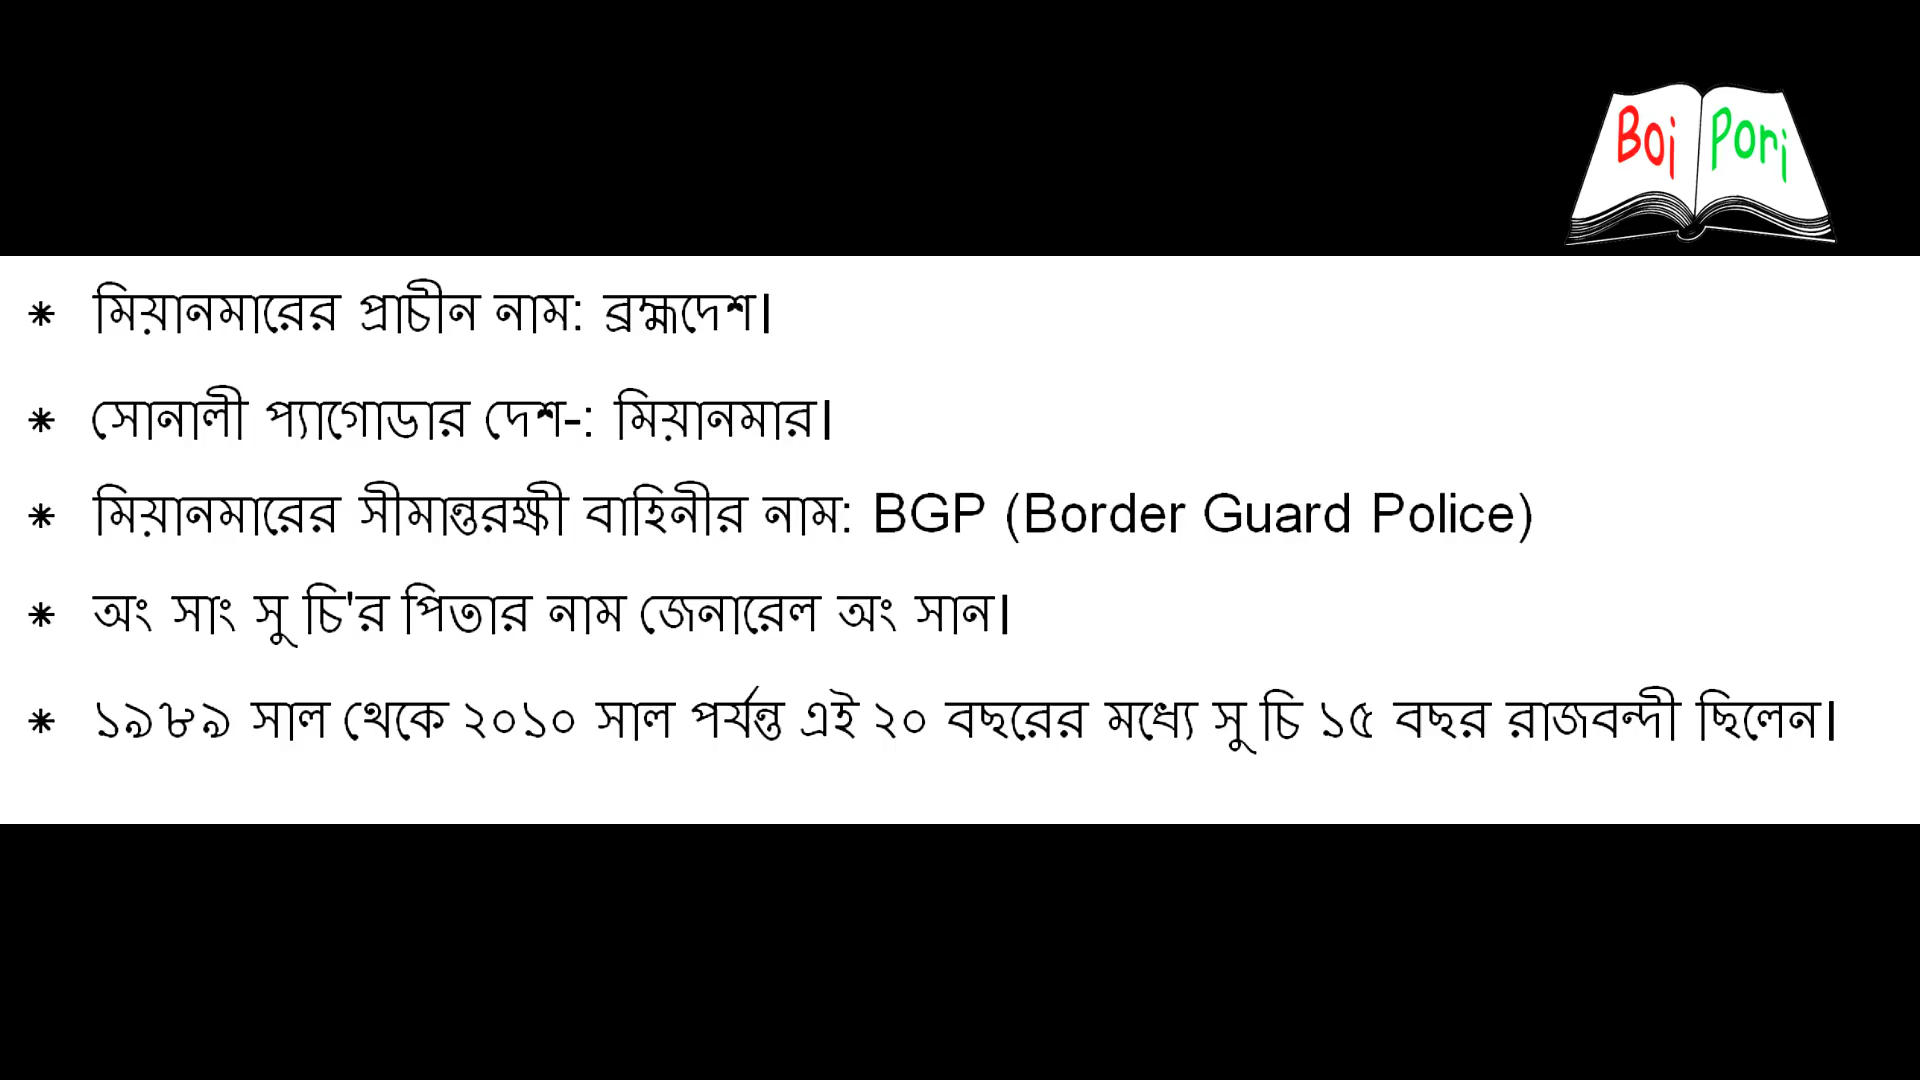 Boi Pori
* মিয়ানমারের প্রাচীন নাম: ব্রহ্মদেশ।
* সোনালী প্যাগোডার দেশ-: মিয়ানমার।
* মিয়ানমারের সীমান্তরক্ষী বাহিনীর নাম: BGP (Border Guard Police)
* অং সাং সু চি'র পিতার নাম জেনারেল অং সান।
* ১৯৮৯ সাল থেকে ২০১০ সাল পর্যন্ত এই ২০ বছরের মধ্যে সু চি ১৫ বছর রাজবন্দী ছিলেন।